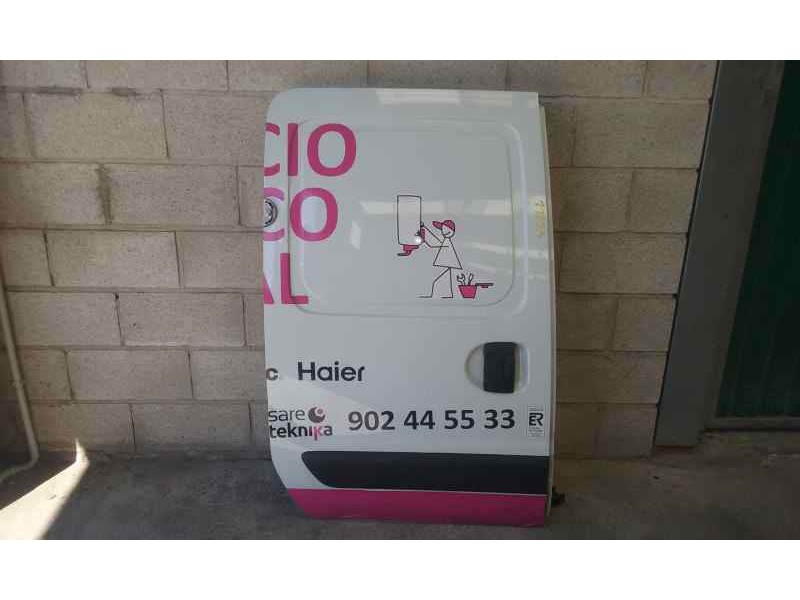 CIO
CO
AL
c. Haier
sare
teknika 902 44 55 33
ER